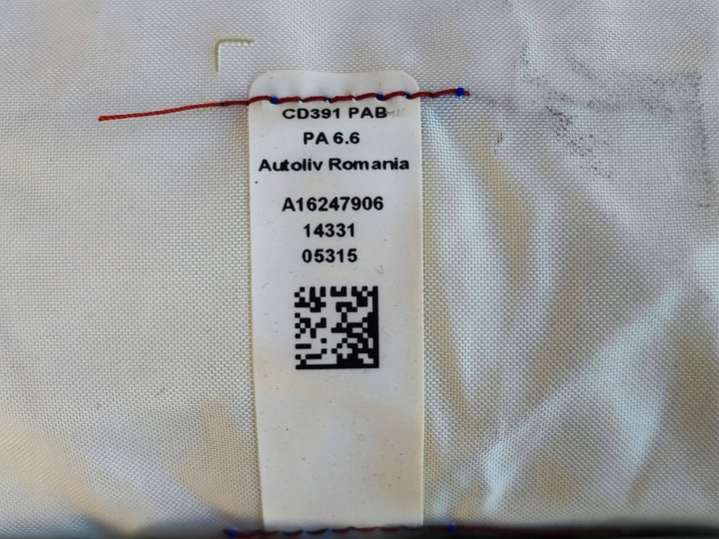 CD391 PAB
PA 6.6
Autoliv Romania
A16247906
14331
05315